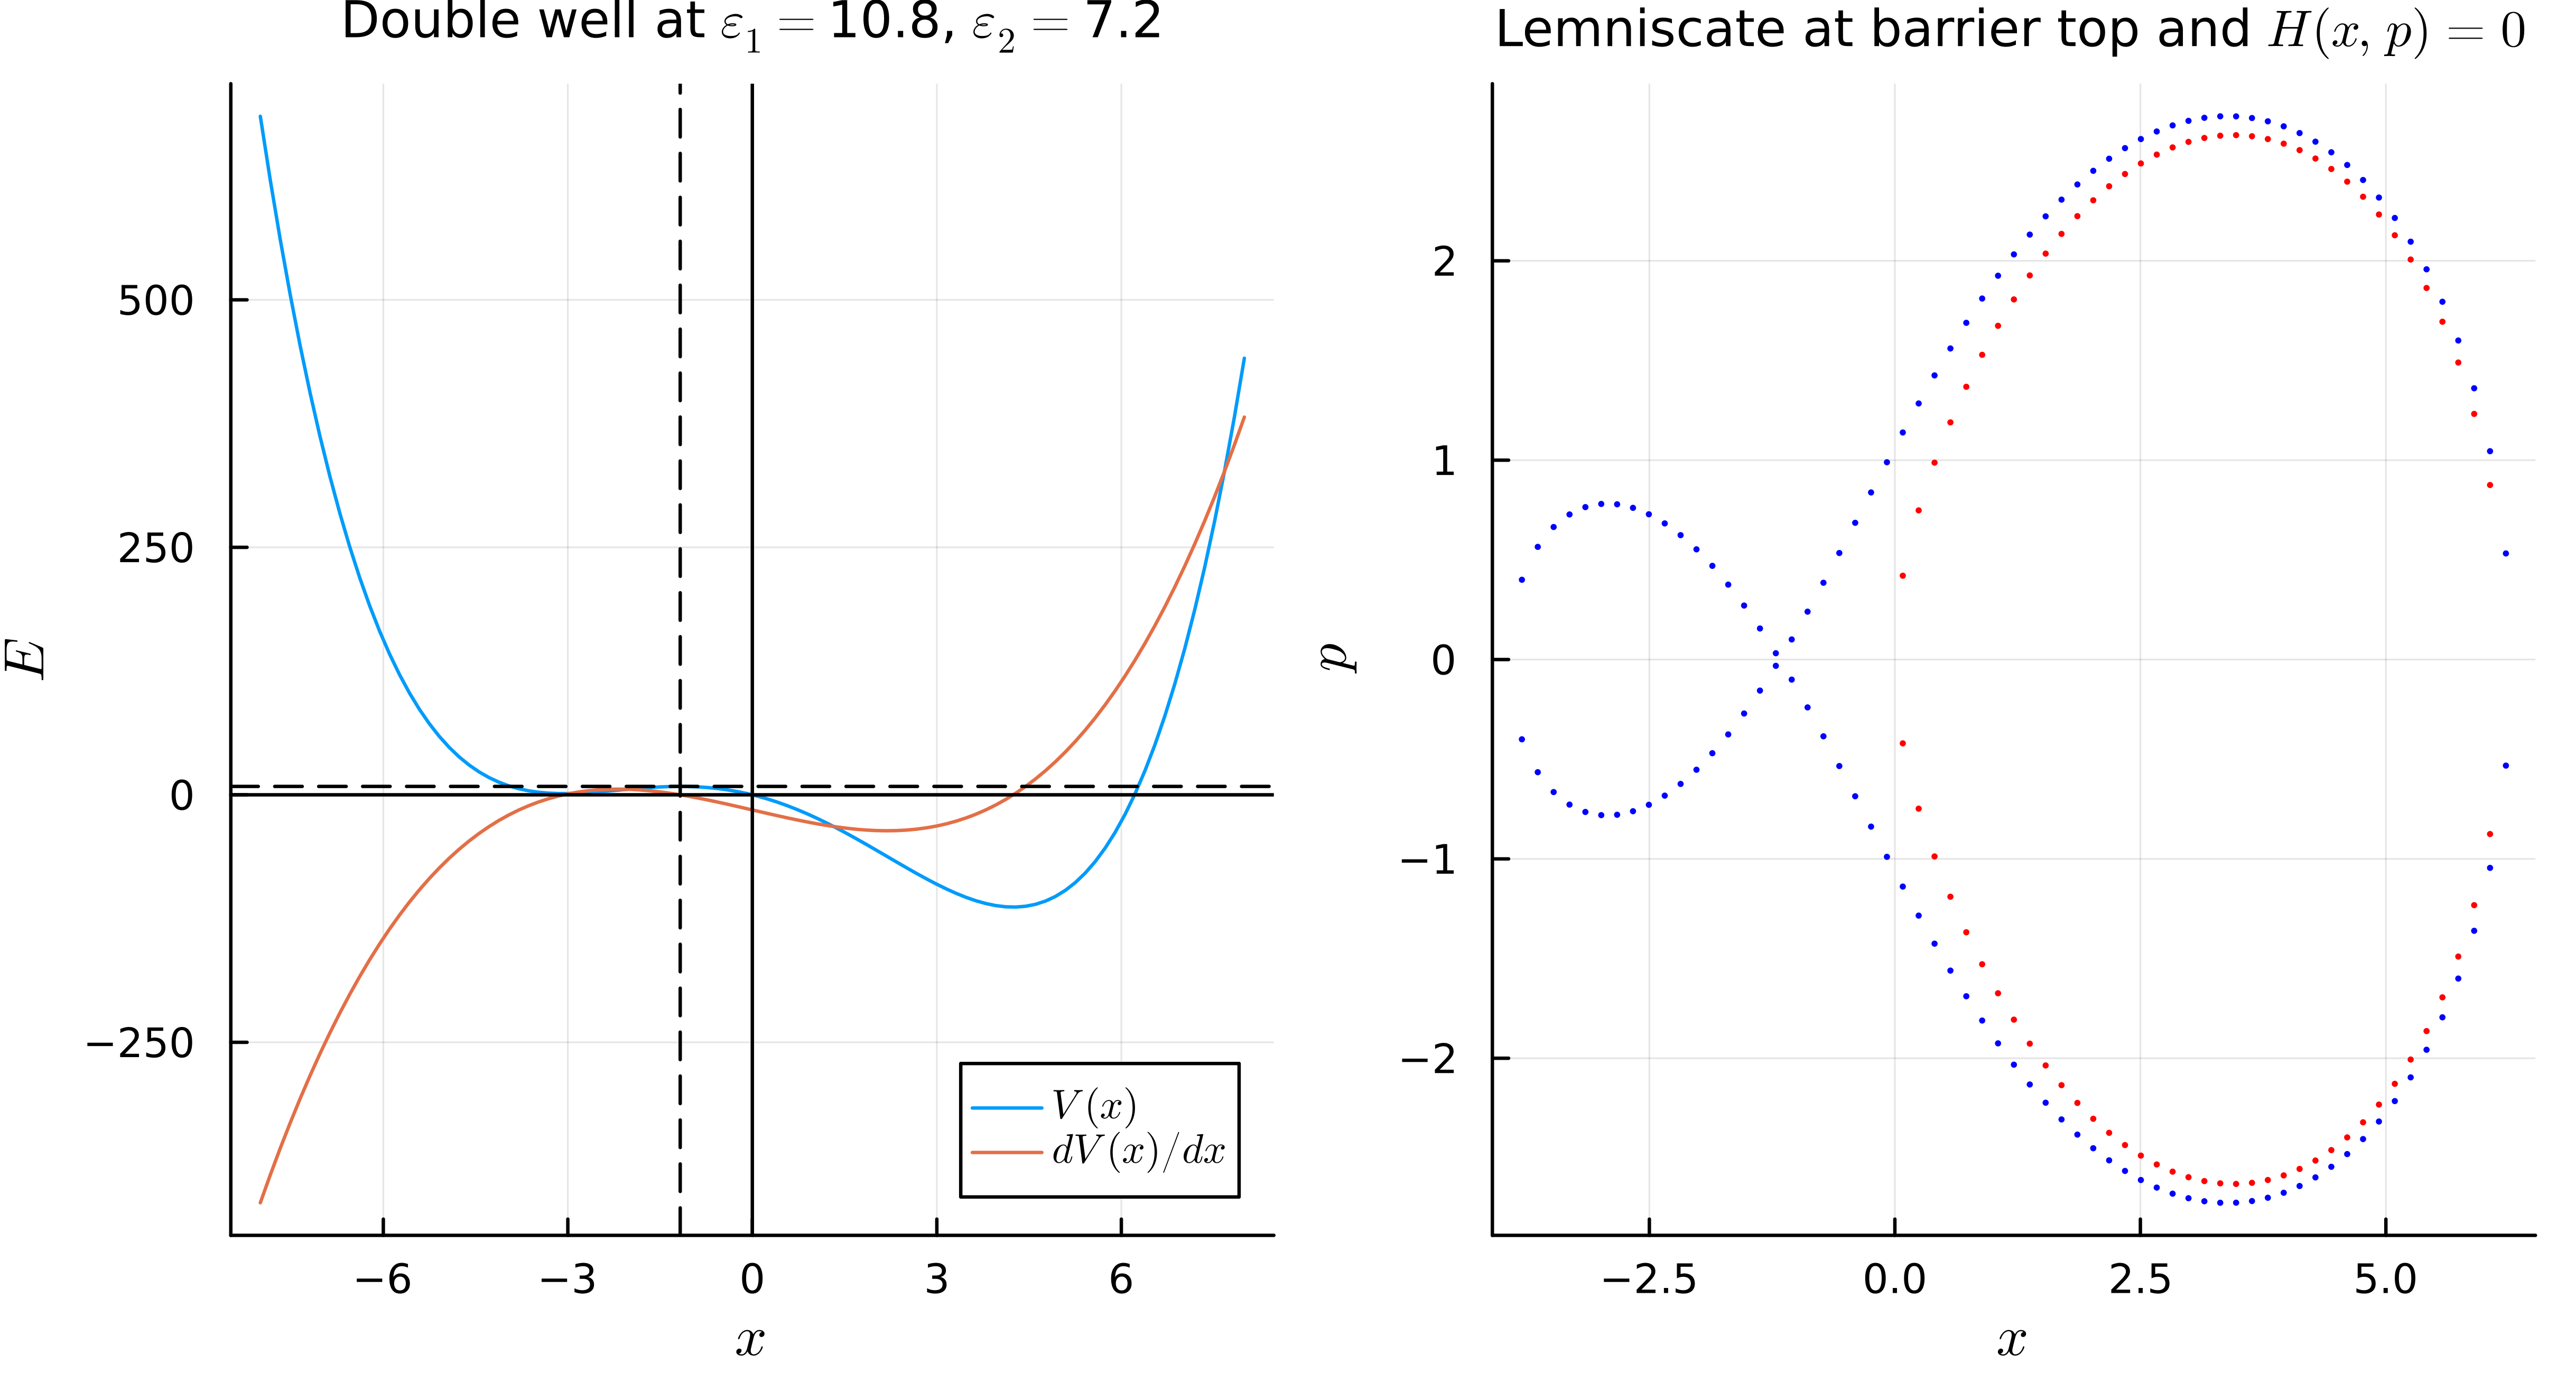 Double well at ε₁ = 10.8, ε₂ = 7.2
E
500
250
0
−250
−6 −3 0 3 6
x
V(x)
dV(x)/dx
Lemniscate at barrier top and H(x, p) = 0
p
2
1
0
−1
−2
−2.5 0.0 2.5 5.0
x